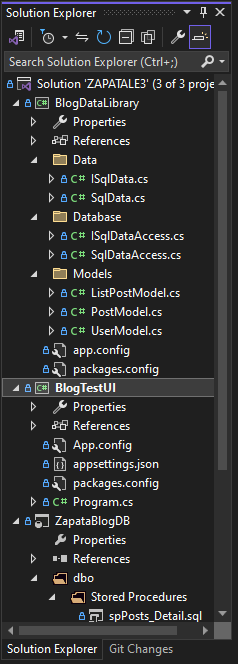 Solution Explorer
Search Solution Explorer (Ctrl+;)
Solution 'ZAPATALE3' (3 of 3 proje
C# BlogDataLibrary
Properties
References
Data
C# ISqlData.cs
C# SqlData.cs
Database
C# ISqlDataAccess.cs
C# SqlDataAccess.cs
Models
C# ListPostModel.cs
C# PostModel.cs
C# UserModel.cs
app.config
packages.config
C# BlogTestUI
Properties
References
App.config
appsettings.json
packages.config
C# Program.cs
ZapataBlogDB
Properties
References
dbo
Stored Procedures
spPosts_Detail.sql
Solution Explorer Git Changes